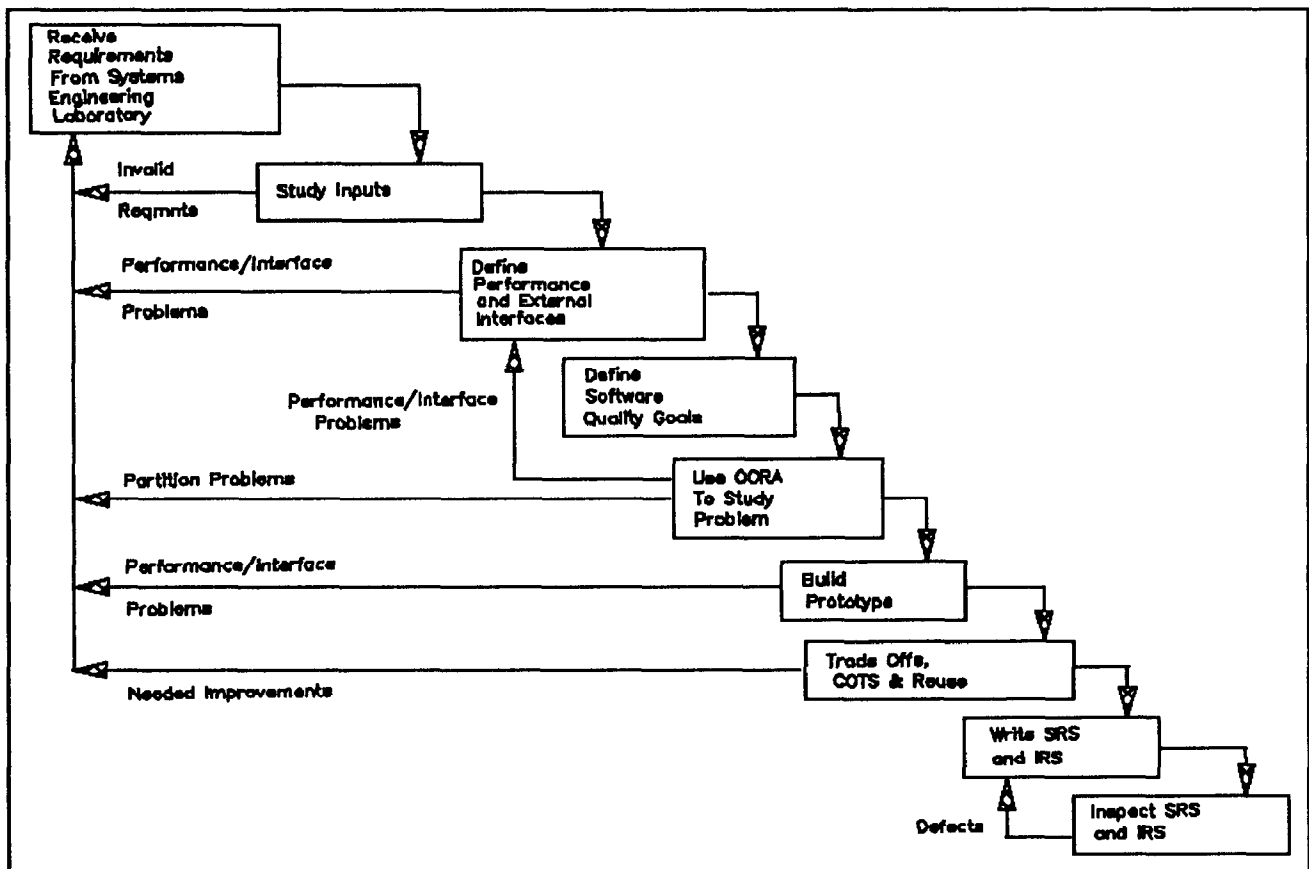 Receive
Requirements
From Systems
Engineering
Laboratory
Invalid
Reqmnts
Study Inputs
Performance/Interface
Problems
Define
Performance
and External
Interfaces
Define
Software
Quality Goals
Performance/Interface
Problems
Partition Problems
Use OORA
To Study
Problem
Performance/Interface
Problems
Build
Prototype
Trade Offs,
COTS & Reuse
Needed Improvements
Write SRS
and IRS
Defects
Inspect SRS
and IRS